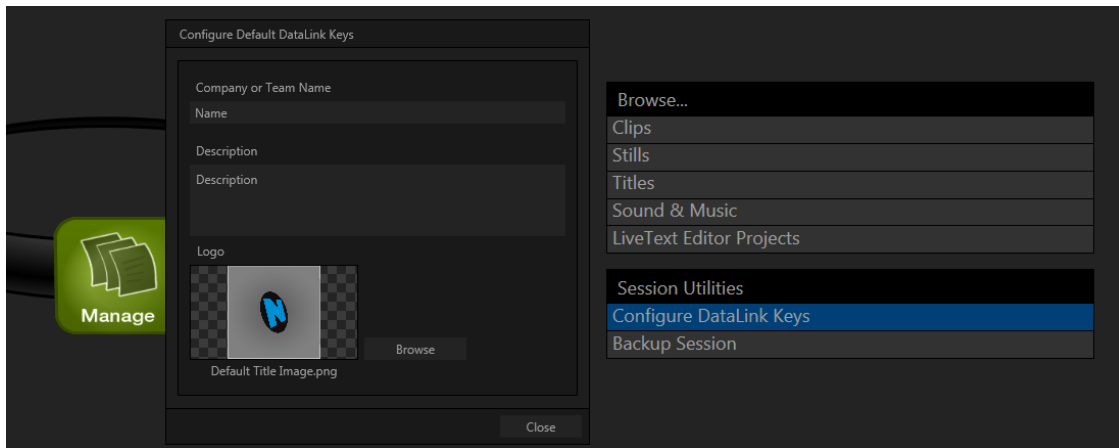 Configure Default DataLink Keys
Company or Team Name
Name
Description
Description
Logo
N
Browse
Default Title Image.png
Close
Manage
Browse...
Clips
Stills
Titles
Sound & Music
LiveText Editor Projects
Session Utilities
Configure DataLink Keys
Backup Session